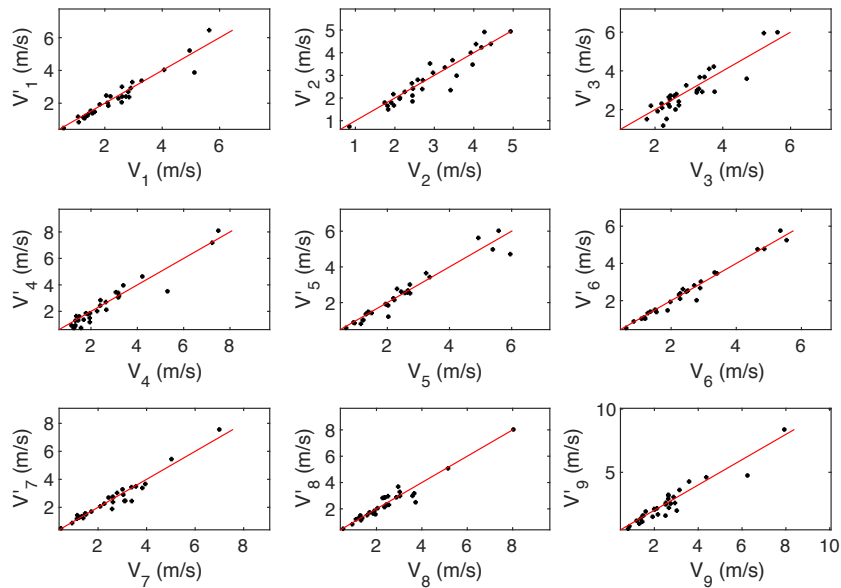 V'1 (m/s) 6 4 2
2 4 6
V1 (m/s)
V'2 (m/s) 5 4 3 2 1
1 2 3 4 5
V2 (m/s)
V'3 (m/s) 6 4 2
2 4 6
V3 (m/s)
V'4 (m/s) 8 6 4 2
2 4 6 8
V4 (m/s)
V'5 (m/s) 6 4 2
2 4 6
V5 (m/s)
V'6 (m/s) 6 4 2
2 4 6
V6 (m/s)
V'7 (m/s) 8 6 4 2
2 4 6 8
V7 (m/s)
V'8 (m/s) 8 6 4 2
2 4 6 8
V8 (m/s)
V'9 (m/s) 10 5
2 4 6 8 10
V9 (m/s)